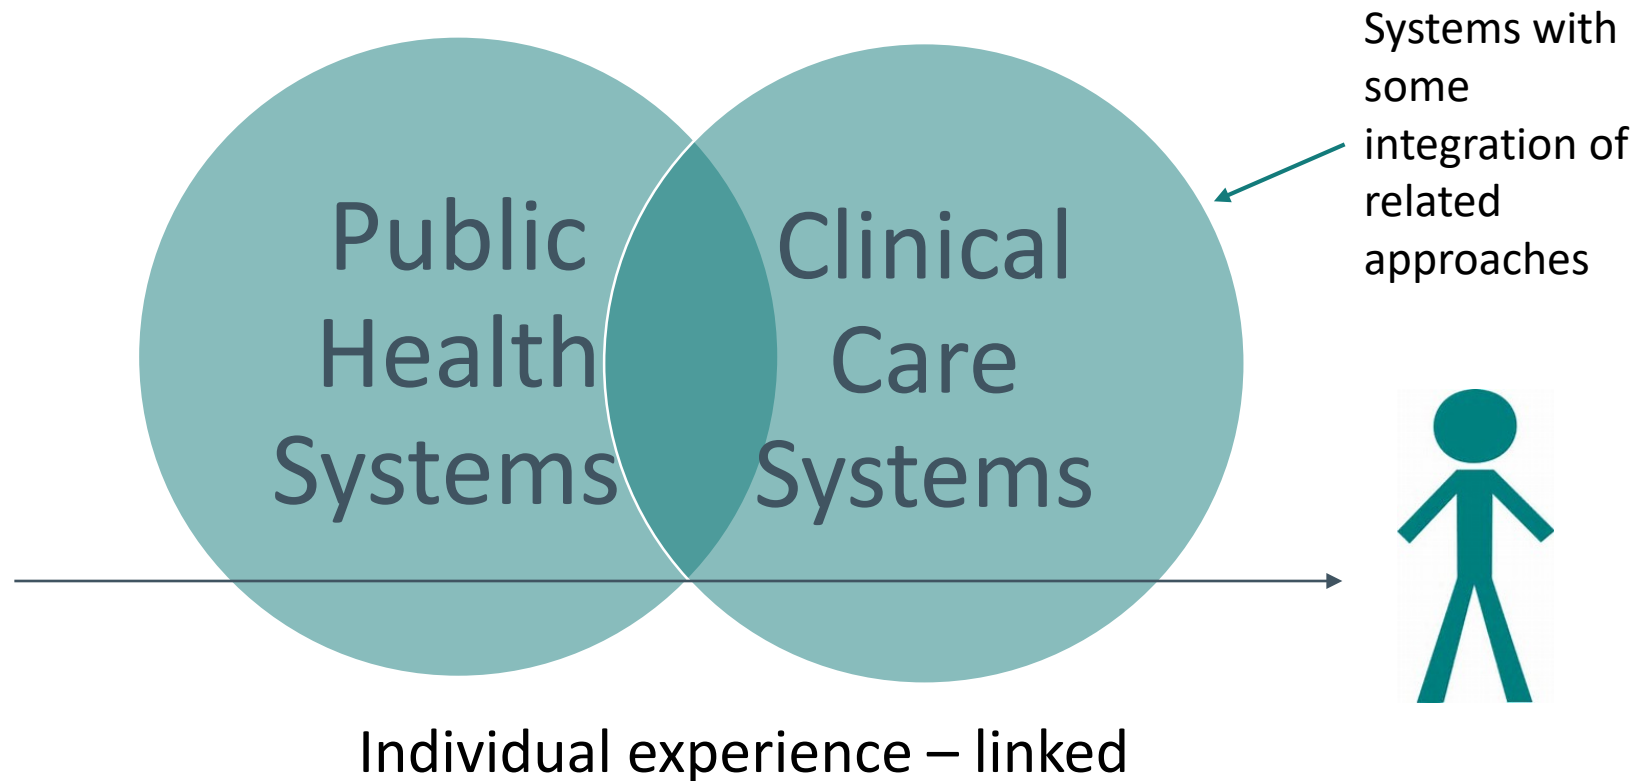 Public
Health
Systems
Clinical
Care
Systems
Systems with
some
integration of
related
approaches
Individual experience – linked